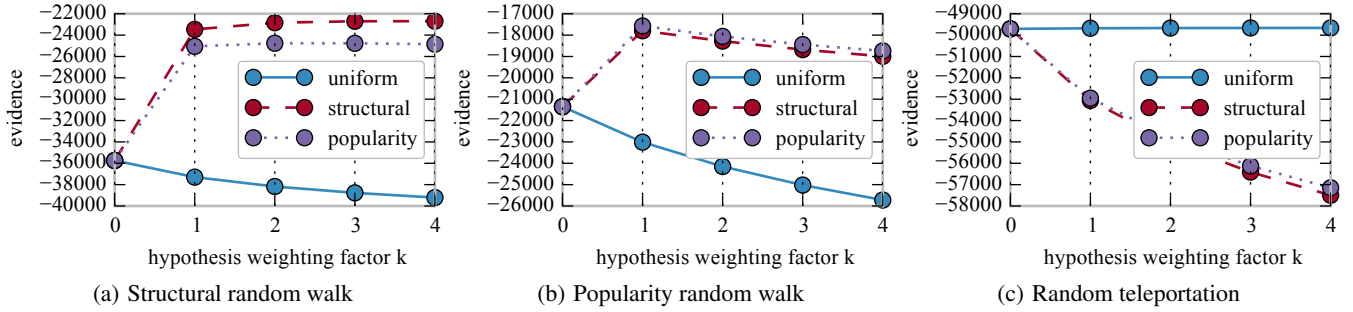 −22000
−24000
−26000
−28000
−30000
−32000
−34000
−36000
−38000
−40000
evidence
uniform
structural
popularity
0 1 2 3 4
hypothesis weighting factor k
(a) Structural random walk
−17000
−18000
−19000
−20000
−21000
−22000
−23000
−24000
−25000
−26000
evidence
uniform
structural
popularity
0 1 2 3 4
hypothesis weighting factor k
(b) Popularity random walk
−49000
−50000
−51000
−52000
−53000
−54000
−55000
−56000
−57000
−58000
evidence
uniform
structural
popularity
0 1 2 3 4
hypothesis weighting factor k
(c) Random teleportation